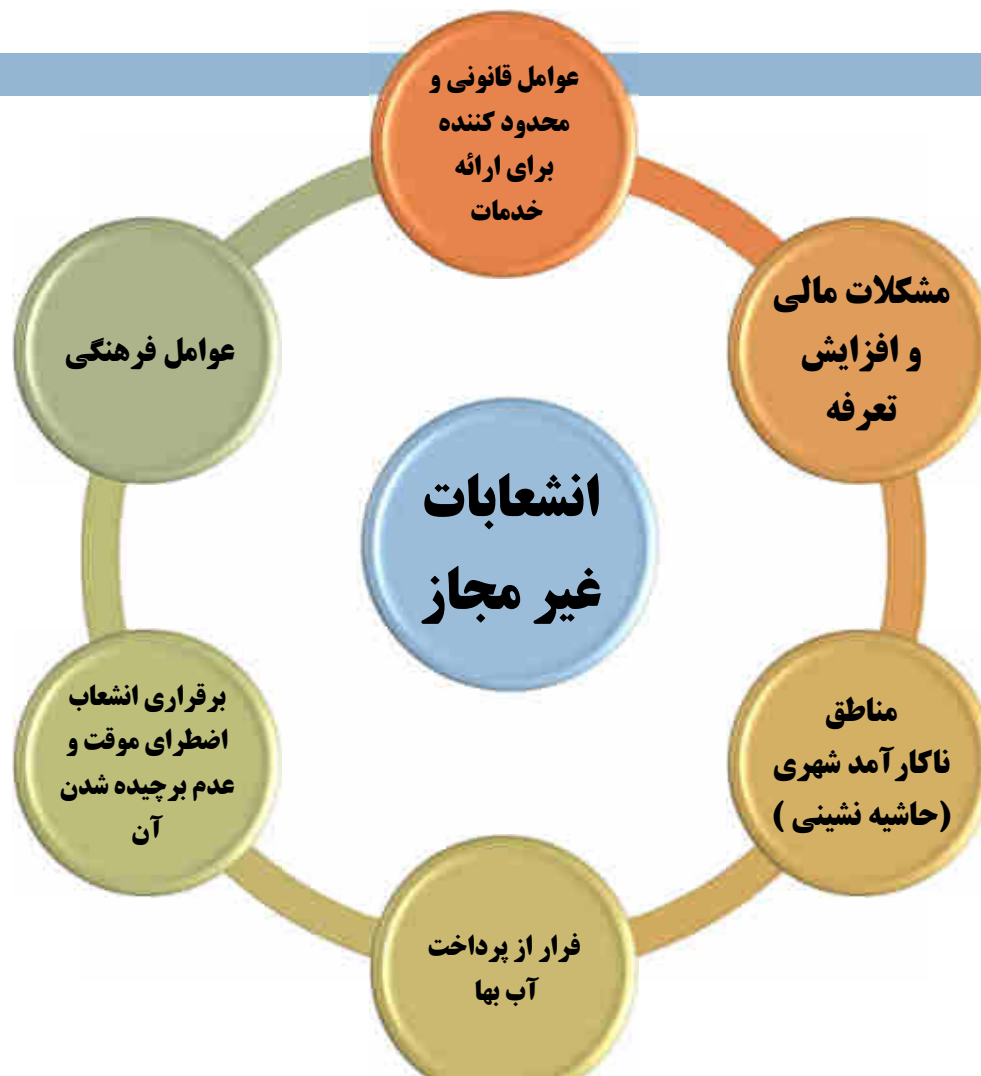 عوامل قانونی و
محدود کننده
برای ارائه
خدمات
مشکلات مالی
و افزایش
تعرفه
مناطق
ناکارآمد شهری
(حاشیه نشینی )
فرار از پرداخت
آب بها
برقراری انشعاب
اضطرای موقت و
عدم برچیده شدن
آن
عوامل فرهنگی
انشعابات
غیر مجاز